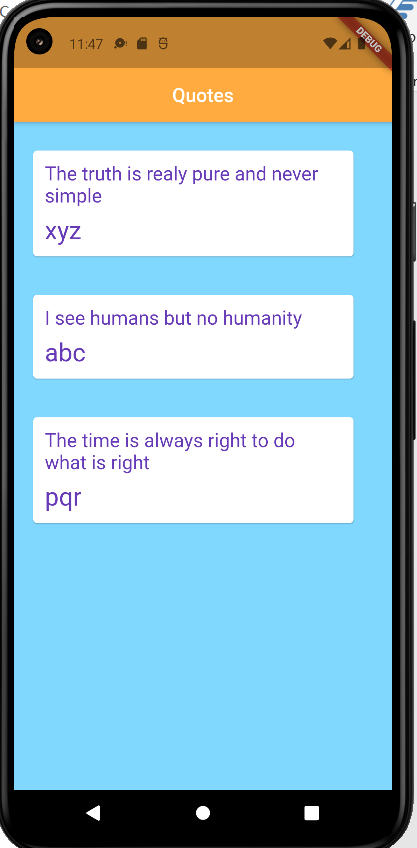 11:47
DEBUG
Quotes
The truth is realy pure and never
simple
xyz
I see humans but no humanity
abc
The time is always right to do
what is right
pqr